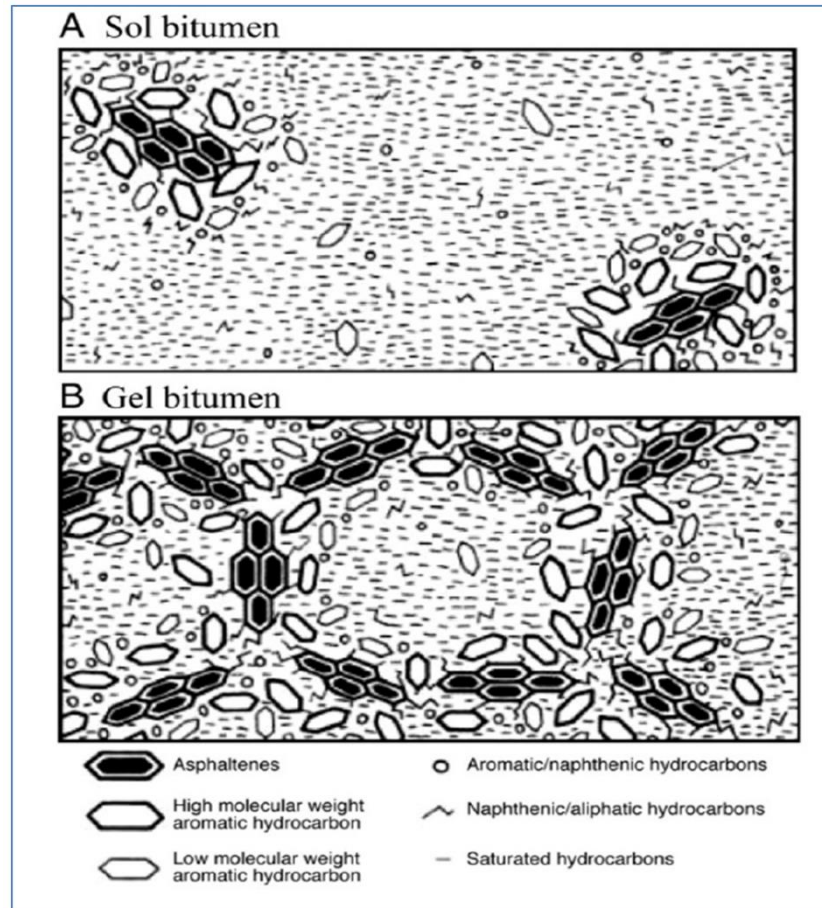 A Sol bitumen
B Gel bitumen
Asphaltenes
High molecular weight
aromatic hydrocarbon
Low molecular weight
aromatic hydrocarbon
Aromatic/naphthenic hydrocarbons
Naphthenic/aliphatic hydrocarbons
Saturated hydrocarbons